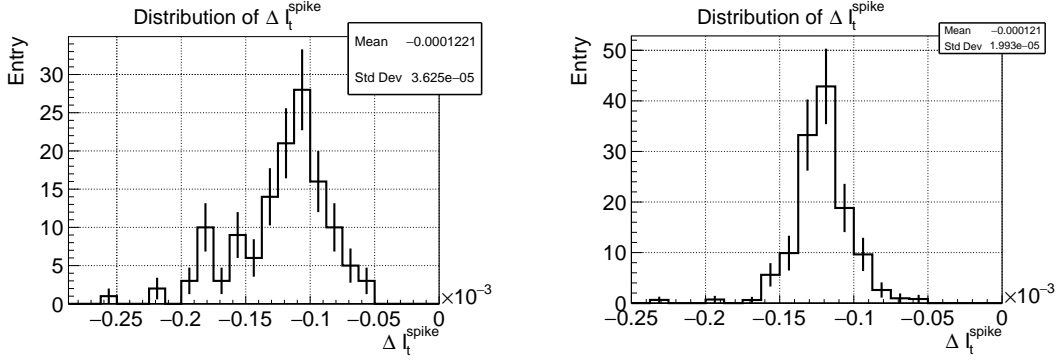 Distribution of Δ I_t^spike
Mean −0.0001221
Std Dev 3.625e−05
Entry
30
25
20
15
10
5
0
−0.25 −0.2 −0.15 −0.1 −0.05 0
×10^−3
Δ I_t^spike
Distribution of Δ I_t^spike
Mean −0.000121
Std Dev 1.993e−05
Entry
50
40
30
20
10
0
−0.25 −0.2 −0.15 −0.1 −0.05 0
×10^−3
Δ I_t^spike